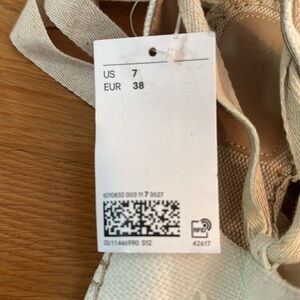 US 7
EUR 38
1070832 003 11 7 3527
0U11446990 S12
RFID
42617